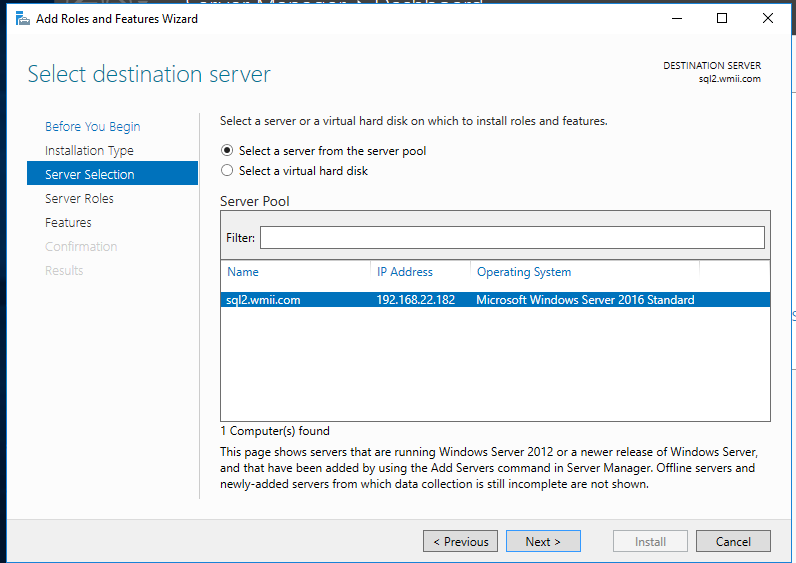 Server Manager Dashboard
Add Roles and Features Wizard
Select destination server
DESTINATION SERVER
sql2.wmii.com
Before You Begin
Installation Type
Server Selection
Server Roles
Features
Confirmation
Results
Select a server or a virtual hard disk on which to install roles and features.
Select a server from the server pool
Select a virtual hard disk
Server Pool
Filter:
Name IP Address Operating System
sql2.wmii.com 192.168.22.182 Microsoft Windows Server 2016 Standard
1 Computer(s) found
This page shows servers that are running Windows Server 2012 or a newer release of Windows Server,
and that have been added by using the Add Servers command in Server Manager. Offline servers and
newly-added servers from which data collection is still incomplete are not shown.
< Previous Next > Install Cancel